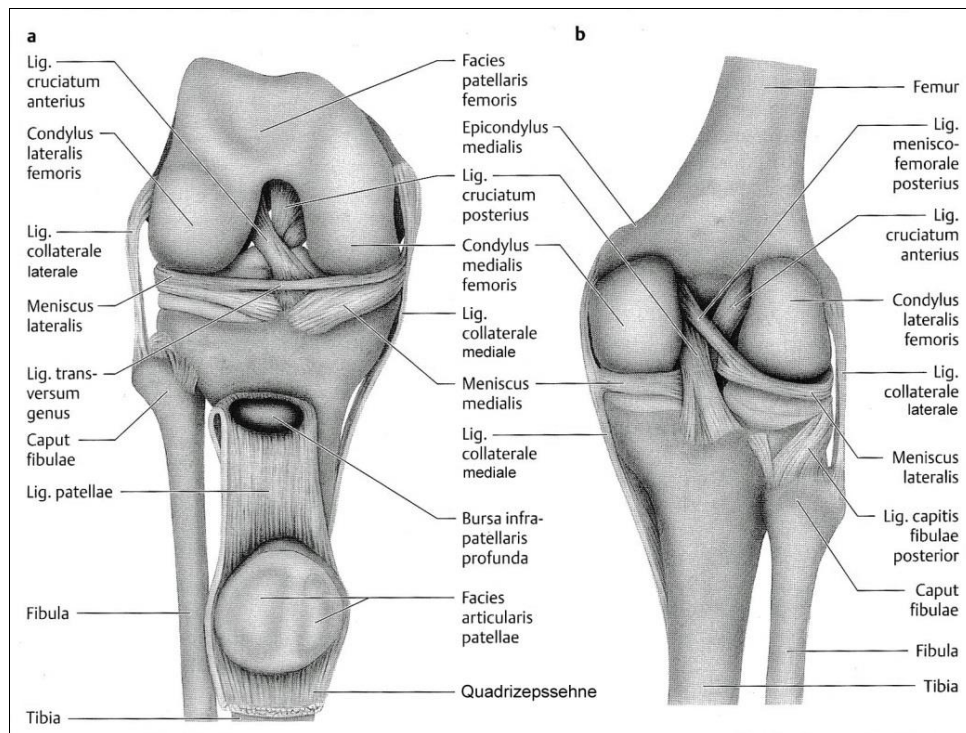 a
Lig.
cruciatum
anterius
Condylus
lateralis
femoris
Lig.
collaterale
laterale
Meniscus
lateralis
Lig. trans-
versum
genus
Caput
fibulae
Lig. patellae
Fibula
Tibia
Facies
patellaris
femoris
Epicondylus
medialis
Lig.
cruciatum
posterius
Condylus
medialis
femoris
Lig.
collaterale
mediale
Meniscus
medialis
Lig.
collaterale
mediale
Bursa infra-
patellaris
profunda
Facies
articularis
patellae
Quadrizepssehne
b
Femur
Lig.
menisco-
femorale
posterius
Lig.
cruciatum
anterius
Condylus
lateralis
femoris
Lig.
collaterale
laterale
Meniscus
lateralis
Lig. capitis
fibulae
posterior
Caput
fibulae
Fibula
Tibia